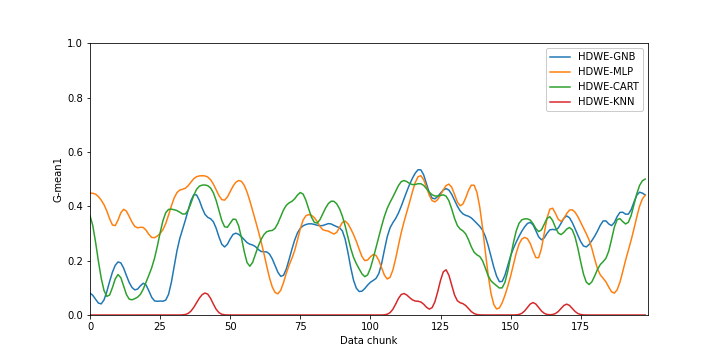 1.0
0.8
0.6
0.4
0.2
0.0
G-mean1
0
25
50
75
100
125
150
175
Data chunk
HDWE-GNB
HDWE-MLP
HDWE-CART
HDWE-KNN